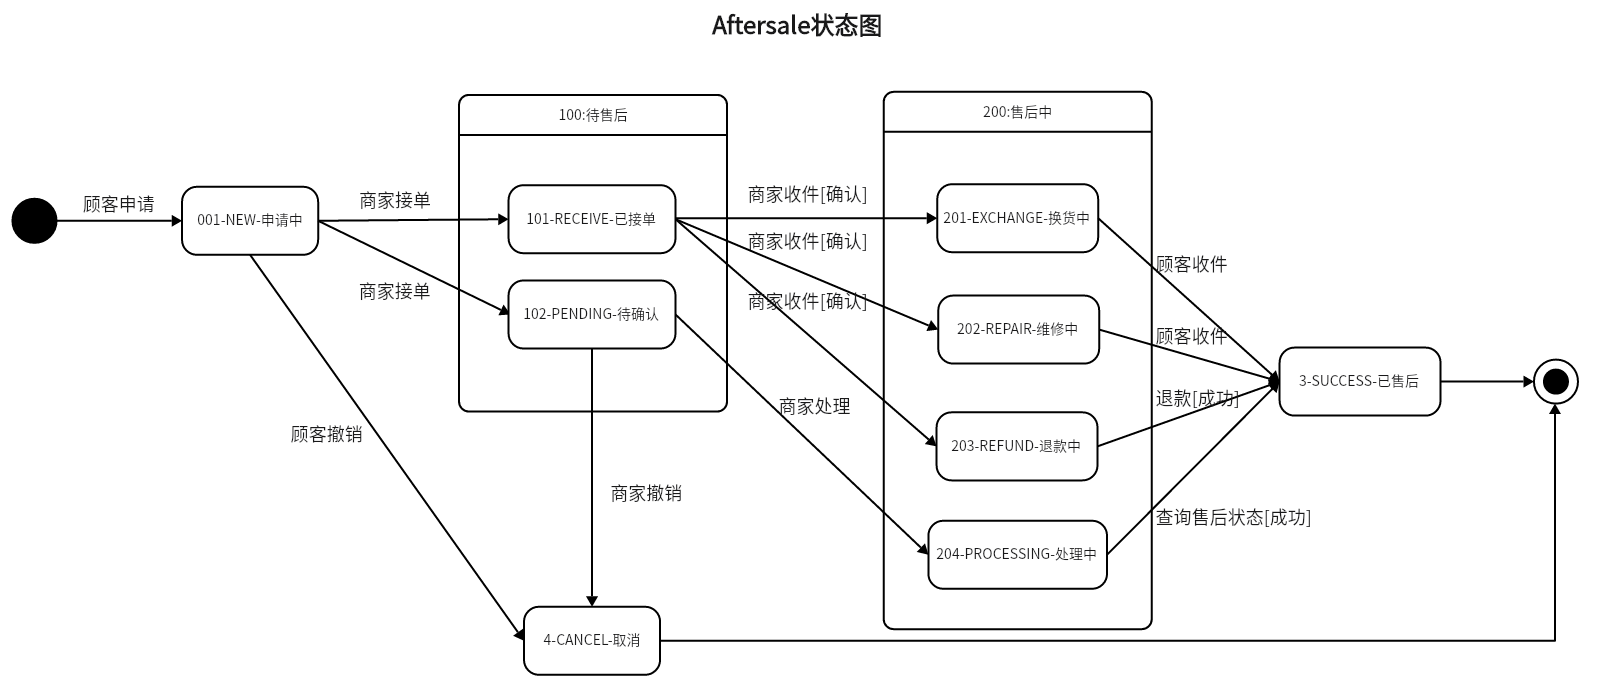 Aftersale状态图
100:待售后
200:售后中
顾客申请
001-NEW-申请中
商家接单
商家接单
101-RECEIVE-已接单
102-PENDING-待确认
商家收件[确认]
商家收件[确认]
商家收件[确认]
商家处理
201-EXCHANGE-换货中
202-REPAIR-维修中
203-REFUND-退款中
204-PROCESSING-处理中
顾客收件
顾客收件
退款[成功]
查询售后状态[成功]
3-SUCCESS-已售后
顾客撤销
商家撤销
4-CANCEL-取消